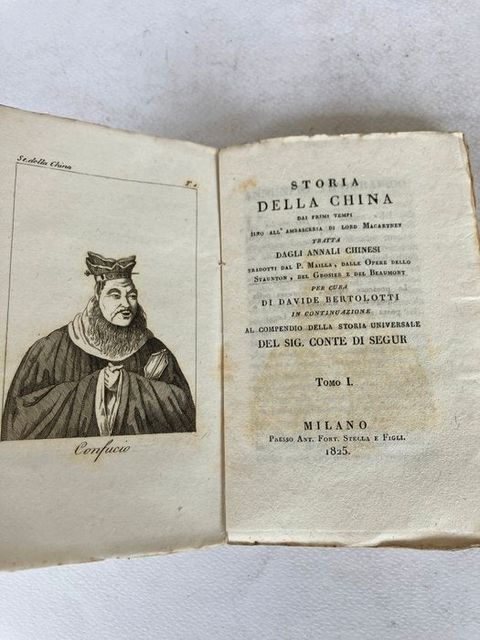 St. della China
T. 1
Confucio
STORIA
DELLA CHINA
DAI PRIMI TEMPI
SINO ALL' AMBASCERIA DI LORD MACARTNEY
TRATTA
DAGLI ANNALI CHINESI
TRADOTTI DAL P. MAILLA, DALLE OPERE DELLO
STAUNTON, DEL GROSIER E DEL BEAUMONT
PER CURA
DI DAVIDE BERTOLOTTI
IN CONTINUAZIONE
AL COMPENDIO DELLA STORIA UNIVERSALE
DEL SIG. CONTE DI SEGUR
TOMO I.
MILANO
PRESSO ANT. FORT. STELLA E FIGLI.
1825.